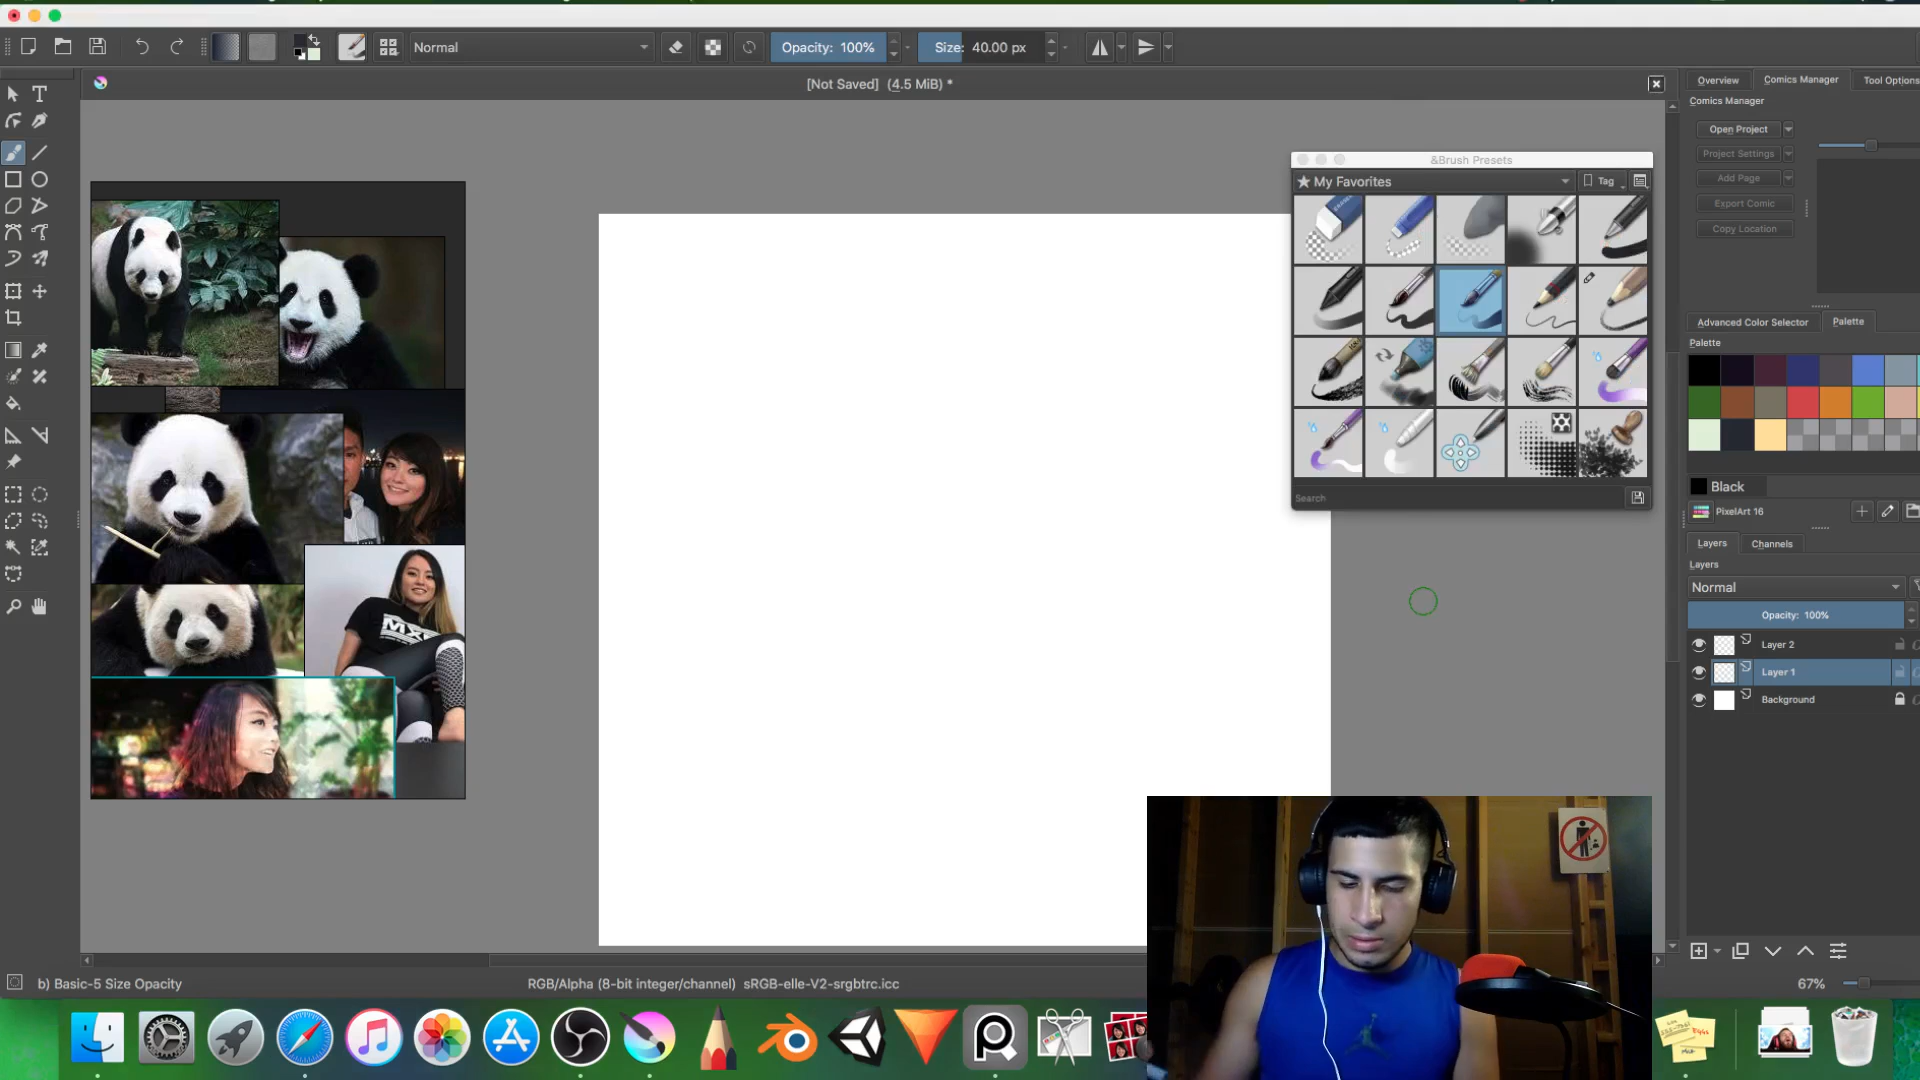 Normal
Opacity: 100%
Size: 40.00 px
[Not Saved] (4.5 MiB) *
Overview
Comics Manager
Tool Options
Comics Manager
Open Project
Project Settings
Add Page
Export Comic
Copy Location
&Brush Presets
★ My Favorites
Tag
Search
Advanced Color Selector
Palette
Palette
Black
PixelArt 16
Layers
Channels
Layers
Normal
Opacity: 100%
Layer 2
Layer 1
Background
MX
b) Basic-5 Size Opacity
RGB/Alpha (8-bit integer/channel) sRGB-elle-V2-srgbtrc.icc
67%